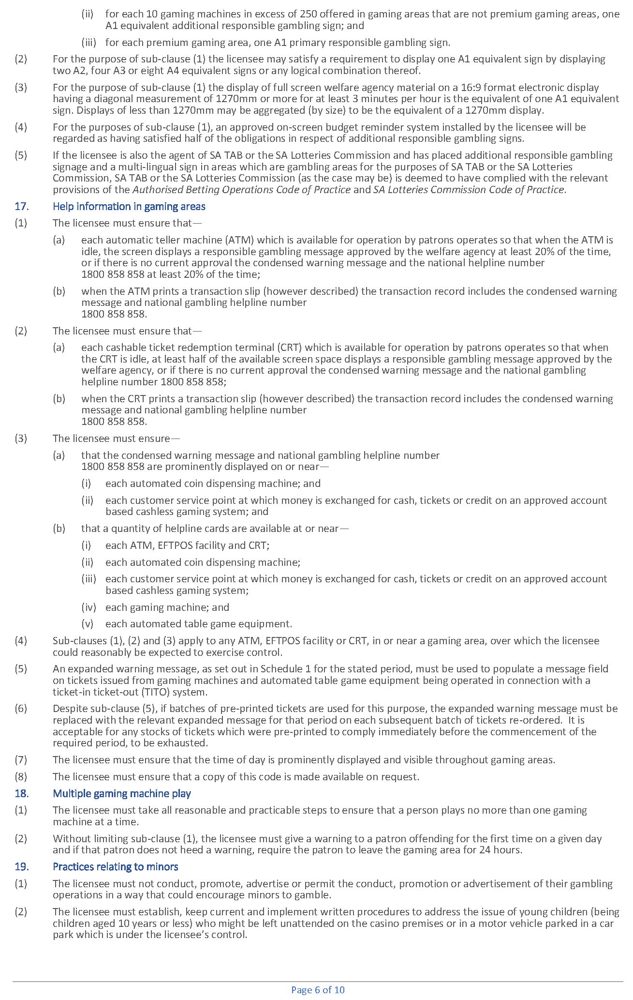 (ii) for each 10 gaming machines in excess of 250 offered in gaming areas that are not premium gaming areas, one
A1 equivalent additional responsible gambling sign; and
(iii) for each premium gaming area, one A1 primary responsible gambling sign.
(2) For the purpose of sub-clause (1) the licensee may satisfy a requirement to display one A1 equivalent sign by displaying
two A2, four A3 or eight A4 equivalent signs or any logical combination thereof.
(3) For the purpose of sub-clause (1) the display of full screen welfare agency material on a 16:9 format electronic display
having a diagonal measurement of 1270mm or more for at least 3 minutes per hour is the equivalent of one A1 equivalent
sign. Displays of less than 1270mm may be aggregated (by size) to be the equivalent of a 1270mm display.
(4) For the purposes of sub-clause (1), an approved on-screen budget reminder system installed by the licensee will be
regarded as having satisfied half of the obligations in respect of additional responsible gambling signs.
(5) If the licensee is also the agent of SA TAB or the SA Lotteries Commission and has placed additional responsible gambling
signage and a multi-lingual sign in areas which are gambling areas for the purposes of SA TAB or the SA Lotteries
Commission, SA TAB or the SA Lotteries Commission (as the case may be) is deemed to have complied with the relevant
provisions of the Authorised Betting Operations Code of Practice and SA Lotteries Commission Code of Practice.
17. Help information in gaming areas
(1) The licensee must ensure that—
(a) each automatic teller machine (ATM) which is available for operation by patrons operates so that when the ATM is
idle, the screen displays a responsible gambling message approved by the welfare agency at least 20% of the time,
or if there is no current approval the condensed warning message and the national helpline number
1800 858 858 at least 20% of the time;
(b) when the ATM prints a transaction slip (however described) the transaction record includes the condensed warning
message and national gambling helpline number
1800 858 858.
(2) The licensee must ensure that—
(a) each cashable ticket redemption terminal (CRT) which is available for operation by patrons operates so that when
the CRT is idle, at least half of the available screen space displays a responsible gambling message approved by the
welfare agency, or if there is no current approval the condensed warning message and the national gambling
helpline number 1800 858 858;
(b) when the CRT prints a transaction slip (however described) the transaction record includes the condensed warning
message and national gambling helpline number
1800 858 858.
(3) The licensee must ensure—
(a) that the condensed warning message and national gambling helpline number
1800 858 858 are prominently displayed on or near—
(i) each automated coin dispensing machine; and
(ii) each customer service point at which money is exchanged for cash, tickets or credit on an approved account
based cashless gaming system; and
(b) that a quantity of helpline cards are available at or near—
(i) each ATM, EFTPOS facility and CRT;
(ii) each automated coin dispensing machine;
(iii) each customer service point at which money is exchanged for cash, tickets or credit on an approved account
based cashless gaming system;
(iv) each gaming machine; and
(v) each automated table game equipment.
(4) Sub-clauses (1), (2) and (3) apply to any ATM, EFTPOS facility or CRT, in or near a gaming area, over which the licensee
could reasonably be expected to exercise control.
(5) An expanded warning message, as set out in Schedule 1 for the stated period, must be used to populate a message field
on tickets issued from gaming machines and automated table game equipment being operated in connection with a
ticket-in ticket-out (TITO) system.
(6) Despite sub-clause (5), if batches of pre-printed tickets are used for this purpose, the expanded warning message must be
replaced with the relevant expanded message for that period on each subsequent batch of tickets re-ordered. It is
acceptable for any stocks of tickets which were pre-printed to comply immediately before the commencement of the
required period, to be exhausted.
(7) The licensee must ensure that the time of day is prominently displayed and visible throughout gaming areas.
(8) The licensee must ensure that a copy of this code is made available on request.
18. Multiple gaming machine play
(1) The licensee must take all reasonable and practicable steps to ensure that a person plays no more than one gaming
machine at a time.
(2) Without limiting sub-clause (1), the licensee must give a warning to a patron offending for the first time on a given day
and if that patron does not heed a warning, require the patron to leave the gaming area for 24 hours.
19. Practices relating to minors
(1) The licensee must not conduct, promote, advertise or permit the conduct, promotion or advertisement of their gambling
operations in a way that could encourage minors to gamble.
(2) The licensee must establish, keep current and implement written procedures to address the issue of young children (being
children aged 10 years or less) who might be left unattended on the casino premises or in a motor vehicle parked in a car
park which is under the licensee's control.
Page 6 of 10